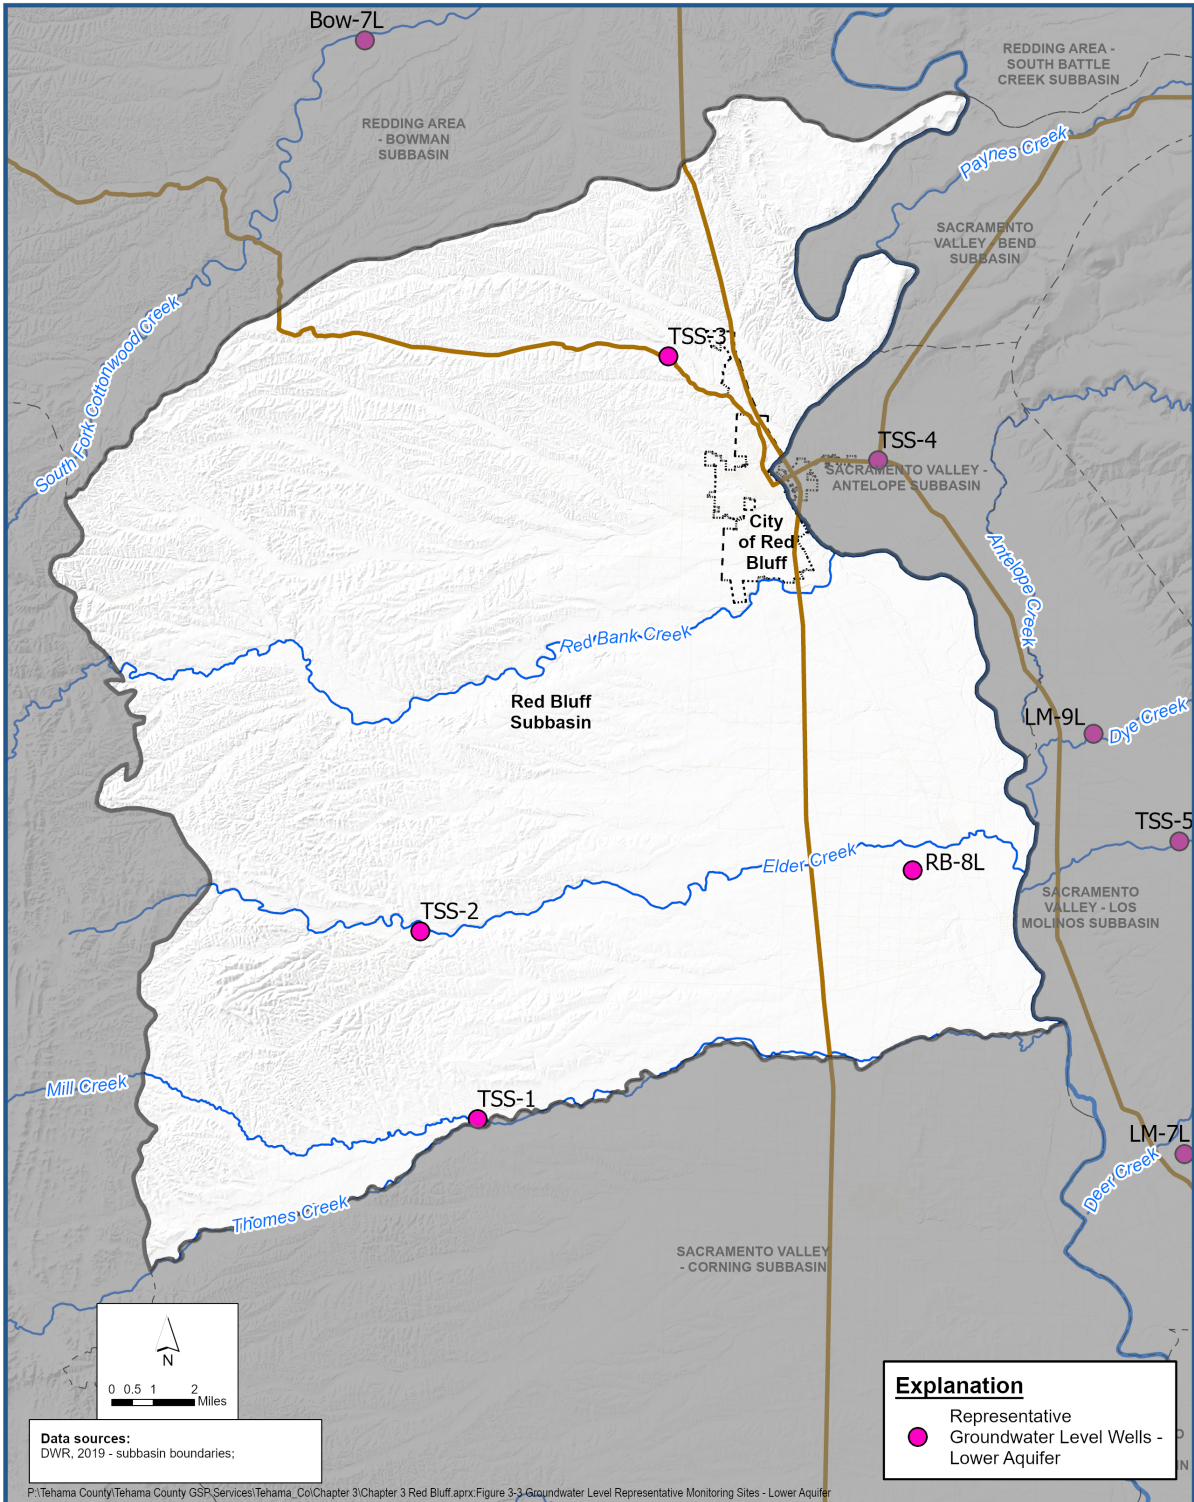 Bow-7L
REDDING AREA -
SOUTH BATTLE
CREEK SUBBASIN
REDDING AREA
- BOWMAN
SUBBASIN
Paynes Creek
SACRAMENTO
VALLEY - BEND
SUBBASIN
South Fork Cottonwood Creek
TSS-3
TSS-4
SACRAMENTO VALLEY -
ANTELOPE SUBBASIN
City
of Red
Bluff
Antelope Creek
Red Bank Creek
Red Bluff
Subbasin
LM-9L
Dye Creek
TSS-5
Elder Creek
RB-8L
SACRAMENTO
VALLEY - LOS
MOLINOS SUBBASIN
TSS-2
Mill Creek
TSS-1
LM-7L
Deer Creek
Thomes Creek
SACRAMENTO VALLEY
- CORNING SUBBASIN
N
0 0.5 1 2
Miles
Explanation
Representative
Groundwater Level Wells -
Lower Aquifer
Data sources:
DWR, 2019 - subbasin boundaries;
P:\Tehama County\Tehama County GSP Services\Tehama_Co\Chapter 3\Chapter 3 Red Bluff.aprx:Figure 3-3 Groundwater Level Representative Monitoring Sites - Lower Aquifer